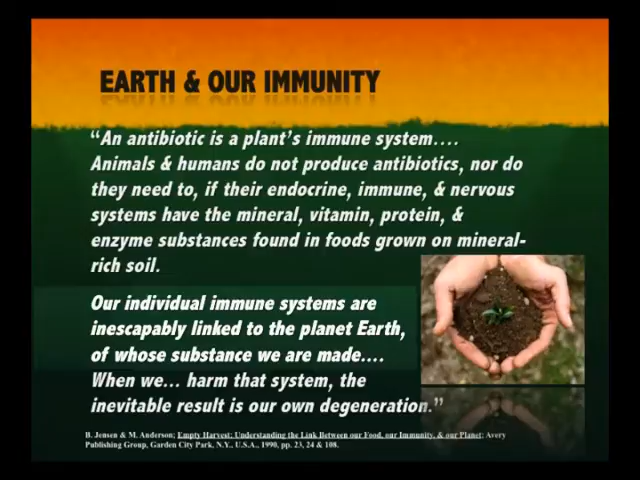 EARTH & OUR IMMUNITY
“An antibiotic is a plant’s immune system….
Animals & humans do not produce antibiotics, nor do
they need to, if their endocrine, immune, & nervous
systems have the mineral, vitamin, protein, &
enzyme substances found in foods grown on mineral-
rich soil.
Our individual immune systems are
inescapably linked to the planet Earth,
of whose substance we are made….
When we… harm that system, the
inevitable result is our own degeneration.”
B. Jensen & M. Anderson; Empty Harvest; Understanding the Link Between our Food, our Immunity, & our Planet; Avery
Publishing Group, Garden City Park, N.Y., U.S.A., 1990, pp. 23, 24 & 108.